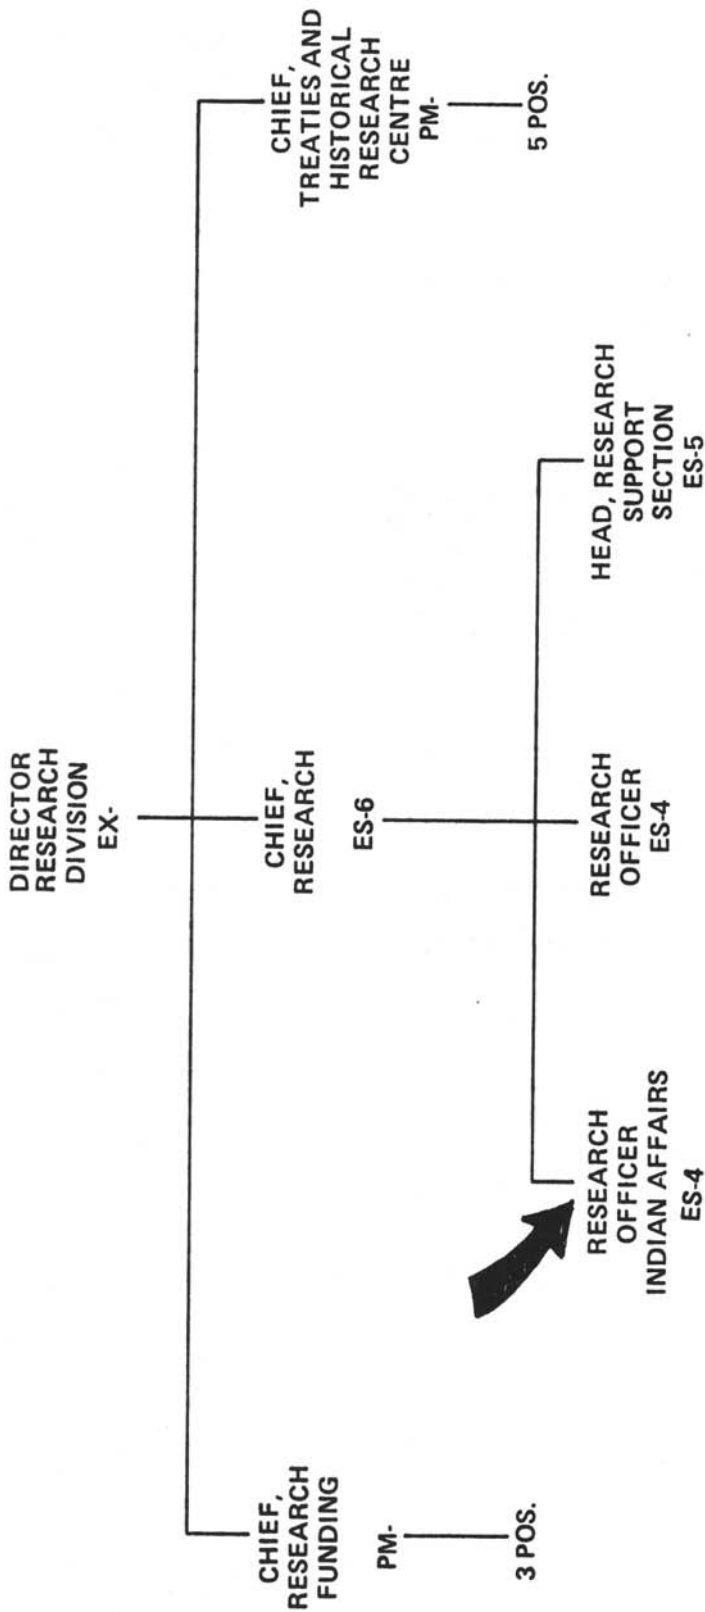 DIRECTOR
RESEARCH
DIVISION
EX-
CHIEF,
RESEARCH
FUNDING
PM-
3 POS.
CHIEF,
RESEARCH
ES-6
CHIEF,
TREATIES AND
HISTORICAL
RESEARCH
CENTRE
PM-
5 POS.
RESEARCH
OFFICER
INDIAN AFFAIRS
ES-4
RESEARCH
OFFICER
ES-4
HEAD, RESEARCH
SUPPORT
SECTION
ES-5